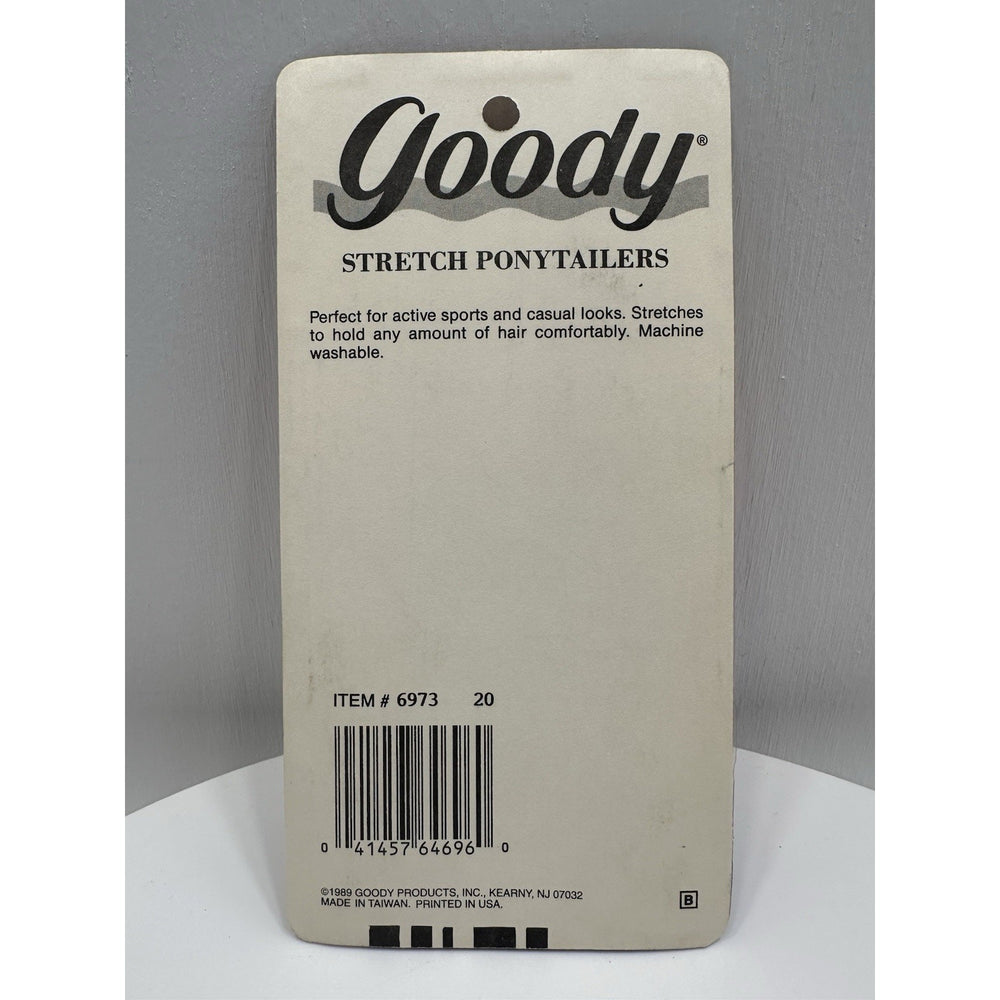 goody®
STRETCH PONYTAILERS
Perfect for active sports and casual looks. Stretches
to hold any amount of hair comfortably. Machine
washable.
ITEM # 6973 20
0 41457 64696 0
©1989 GOODY PRODUCTS, INC., KEARNY, NJ 07032
MADE IN TAIWAN. PRINTED IN USA.
B